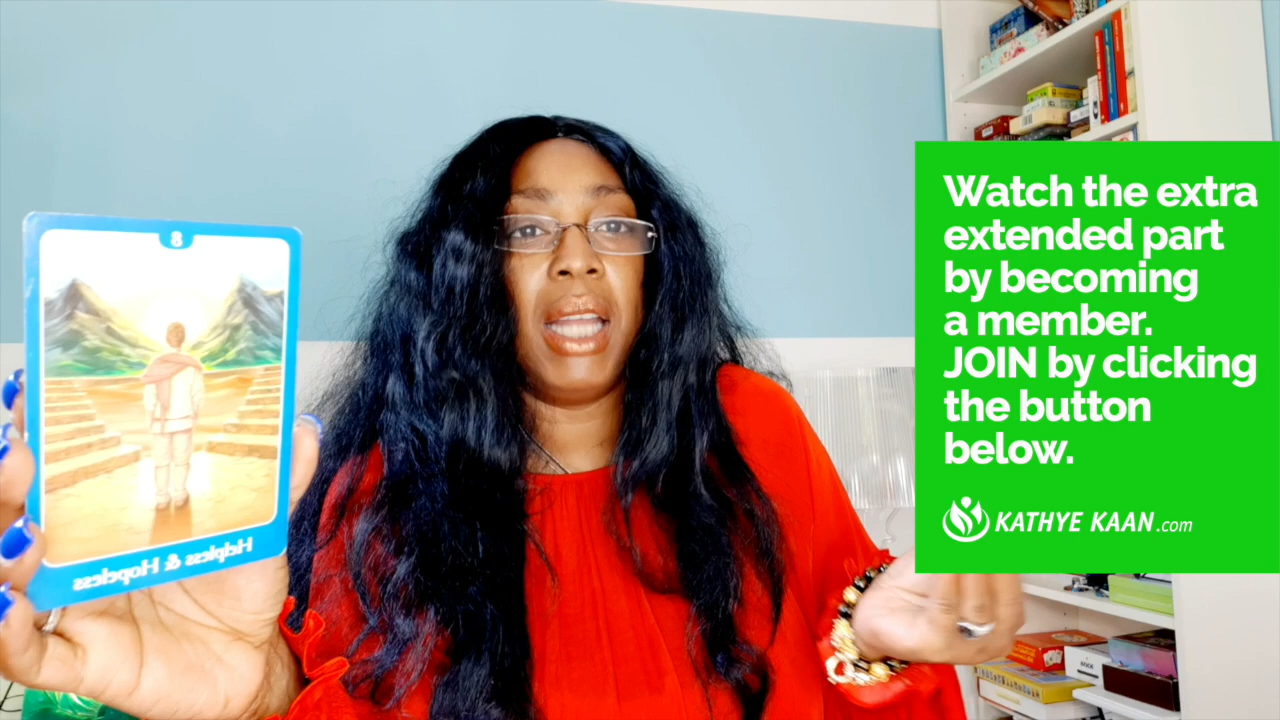 8
Helpless & Hopeless
Watch the extra
extended part
by becoming
a member.
JOIN by clicking
the button
below.
KATHYE KAAN.com